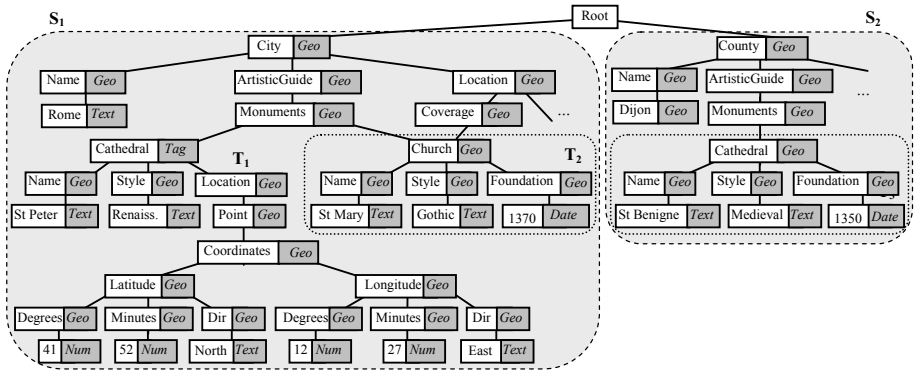 Root
S1 S2
City Geo County Geo
Name Geo ArtisticGuide Geo Location Geo Name Geo ArtisticGuide Geo
Rome Text Monuments Geo Coverage Geo ... Dijon Geo Monuments Geo ...
Cathedral Tag T1 Church Geo T2 Cathedral Geo
Name Geo Style Geo Location Geo Name Geo Style Geo Foundation Geo Name Geo Style Geo Foundation Geo
St Peter Text Renaiss. Text Point Geo St Mary Text Gothic Text 1370 Date St Benigne Text Medieval Text 1350 Date
Coordinates Geo
Latitude Geo Longitude Geo
Degrees Geo Minutes Geo Dir Geo Degrees Geo Minutes Geo Dir Geo
41 Num 52 Num North Text 12 Num 27 Num East Text